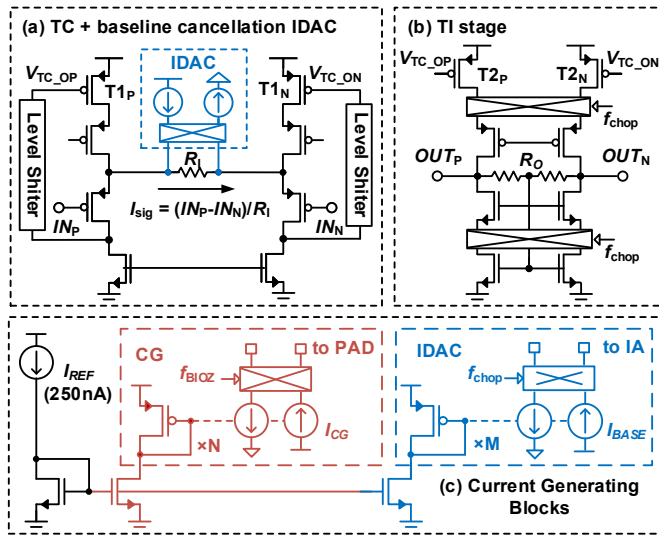 (a) TC + baseline cancellation IDAC
V_TC_OP
T1_P
IDAC
T1_N
V_TC_ON
Level Shiter
R_I
Level Shiter
IN_P
I_sig = (IN_P-IN_N)/R_I
IN_N
(b) TI stage
V_TC_OP
T2_P
T2_N
V_TC_ON
f_chop
OUT_P
R_O
OUT_N
f_chop
I_REF
(250nA)
CG
to PAD
f_BIOZ
I_CG
×N
IDAC
to IA
f_chop
I_BASE
×M
(c) Current Generating
Blocks